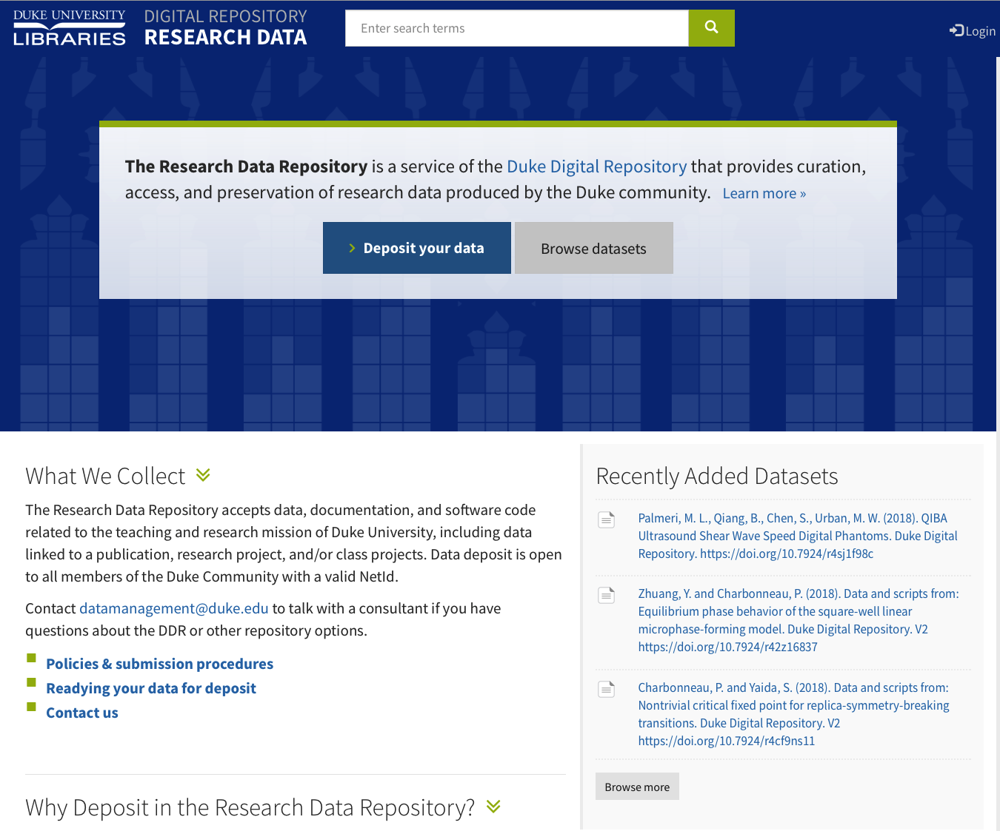 DUKE UNIVERSITY
LIBRARIES
DIGITAL REPOSITORY
RESEARCH DATA
Enter search terms
Login
The Research Data Repository is a service of the Duke Digital Repository that provides curation,
access, and preservation of research data produced by the Duke community. Learn more »
Deposit your data
Browse datasets
What We Collect
The Research Data Repository accepts data, documentation, and software code
related to the teaching and research mission of Duke University, including data
linked to a publication, research project, and/or class projects. Data deposit is open
to all members of the Duke Community with a valid NetId.
Contact datamanagement@duke.edu to talk with a consultant if you have
questions about the DDR or other repository options.
Policies & submission procedures
Readying your data for deposit
Contact us
Why Deposit in the Research Data Repository?
Recently Added Datasets
Palmeri, M. L., Qiang, B., Chen, S., Urban, M. W. (2018). QIBA
Ultrasound Shear Wave Speed Digital Phantoms. Duke Digital
Repository. https://doi.org/10.7924/r4sj1f98c
Zhuang, Y. and Charbonneau, P. (2018). Data and scripts from:
Equilibrium phase behavior of the square-well linear
microphase-forming model. Duke Digital Repository. V2
https://doi.org/10.7924/r42z16837
Charbonneau, P. and Yaida, S. (2018). Data and scripts from:
Nontrivial critical fixed point for replica-symmetry-breaking
transitions. Duke Digital Repository. V2
https://doi.org/10.7924/r4cf9ns11
Browse more